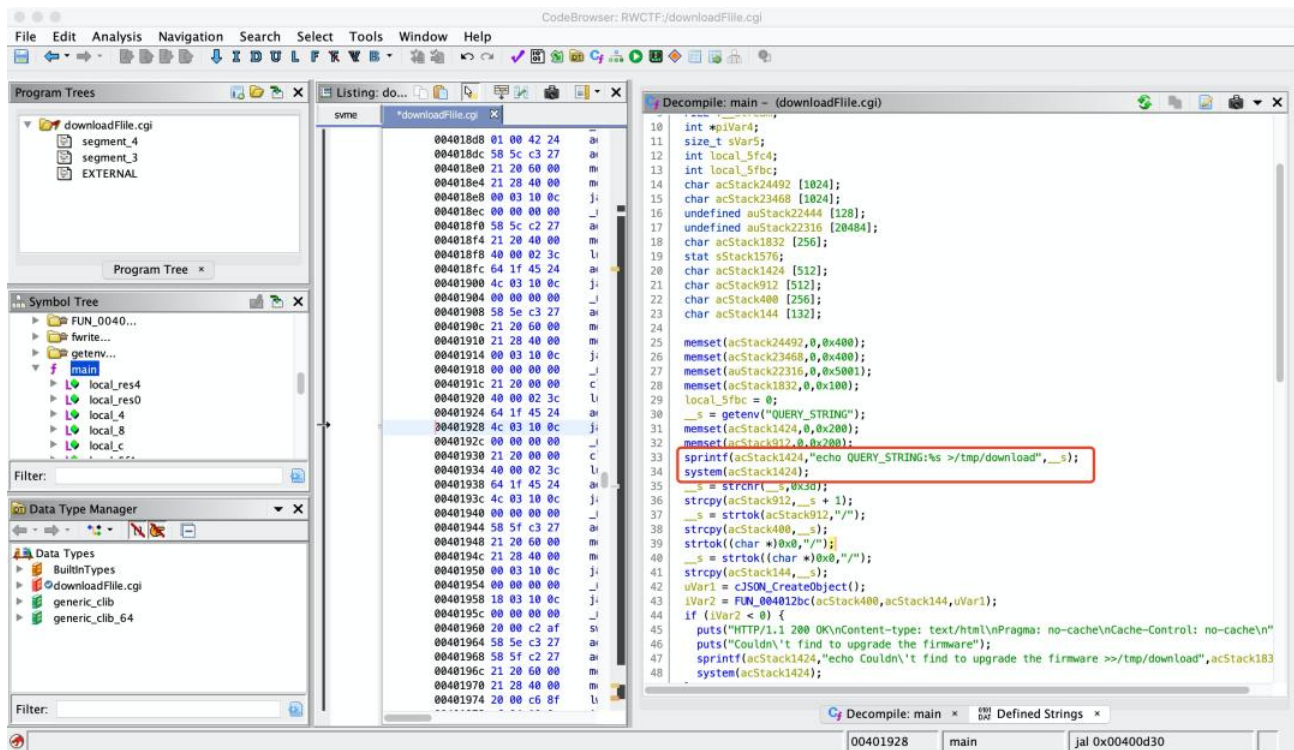 CodeBrowser: RWCTF:/downloadFlile.cgi
File Edit Analysis Navigation Search Select Tools Window Help
Program Trees
downloadFlile.cgi
segment_4
segment_3
EXTERNAL
Program Tree ×
Symbol Tree
FUN_0040...
fwrite...
getenv...
f main
local_res4
local_res0
local_4
local_8
local_c
Filter:
Data Type Manager
Data Types
BuiltInTypes
downloadFlile.cgi
generic_clib
generic_clib_64
Filter:
Listing: do...
svme *downloadFlile.cgi
004018d8 01 00 42 24
004018dc 58 5c c3 27
004018e0 21 20 60 00
004018e4 21 28 40 00
004018e8 00 03 10 0c
004018ec 00 00 00 00
004018f0 58 5c c2 27
004018f4 21 20 40 00
004018f8 40 00 02 3c
004018fc 64 1f 45 24
00401900 4c 03 10 0c
00401904 00 00 00 00
00401908 58 5e c3 27
0040190c 21 20 60 00
00401910 21 28 40 00
00401914 00 03 10 0c
00401918 00 00 00 00
0040191c 21 20 00 00
00401920 40 00 02 3c
00401924 64 1f 45 24
00401928 4c 03 10 0c
0040192c 00 00 00 00
00401930 21 20 00 00
00401934 40 00 02 3c
00401938 64 1f 45 24
0040193c 4c 03 10 0c
00401940 00 00 00 00
00401944 58 5f c3 27
00401948 21 20 60 00
0040194c 21 28 40 00
00401950 00 03 10 0c
00401954 00 00 00 00
00401958 18 03 10 0c
0040195c 00 00 00 00
00401960 20 00 c2 af
00401964 58 5e c3 27
00401968 58 5f c2 27
0040196c 21 20 60 00
00401970 21 28 40 00
00401974 20 00 c6 8f
Decompile: main - (downloadFlile.cgi)
10 int *piVar4;
11 size_t sVar5;
12 int local_5fc4;
13 int local_5fbc;
14 char acStack24492 [1024];
15 char acStack23468 [1024];
16 undefined auStack22444 [128];
17 undefined auStack22316 [20484];
18 char acStack1832 [256];
19 stat sStack1576;
20 char acStack1424 [512];
21 char acStack912 [512];
22 char acStack400 [256];
23 char acStack144 [132];
24
25 memset(acStack24492,0,0x400);
26 memset(acStack23468,0,0x400);
27 memset(auStack22316,0,0x5001);
28 memset(acStack1832,0,0x100);
29 local_5fbc = 0;
30 __s = getenv("QUERY_STRING");
31 memset(acStack1424,0,0x200);
32 memset(acStack912,0,0x200);
33 sprintf(acStack1424,"echo QUERY_STRING:%s >/tmp/download",__s);
34 system(acStack1424);
35 __s = strchr(__s,0x3d);
36 strcpy(acStack912,__s + 1);
37 __s = strtok(acStack912,"/");
38 strcpy(acStack400,__s);
39 strtok((char *)0x0,"/");
40 __s = strtok((char *)0x0,"/");
41 strcpy(acStack144,__s);
42 uVar1 = cJSON_CreateObject();
43 iVar2 = FUN_004012bc(acStack400,acStack144,uVar1);
44 if (iVar2 < 0) {
45 puts("HTTP/1.1 200 OK\nContent-type: text/html\nPragma: no-cache\nCache-Control: no-cache\n"
46 puts("Couldn\'t find to upgrade the firmware");
47 sprintf(acStack1424,"echo Couldn\'t find to upgrade the firmware >>/tmp/download",acStack183
48 system(acStack1424);
Decompile: main × Defined Strings ×
00401928 main jal 0x00400d30